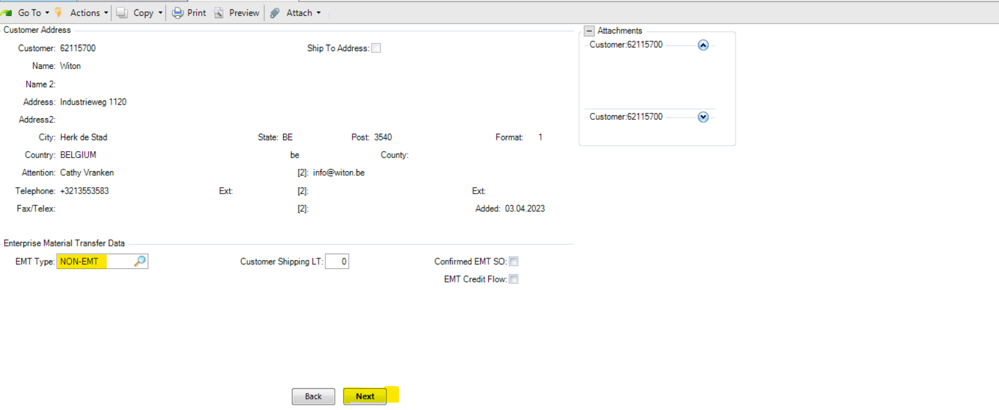 Go To Actions Copy Print Preview Attach
Customer Address
Customer: 62115700 Ship To Address:
Name: Witon
Name 2:
Address: Industrieweg 1120
Address2:
City: Herk de Stad State: BE Post: 3540 Format: 1
Country: BELGIUM be County:
Attention: Cathy Vranken [2]: info@witon.be
Telephone: +3213553583 Ext: [2]: Ext:
Fax/Telex: [2]: Added: 03.04.2023
Attachments
Customer:62115700
Customer:62115700
Enterprise Material Transfer Data
EMT Type: NON-EMT Customer Shipping LT: 0 Confirmed EMT SO:
EMT Credit Flow:
Back Next